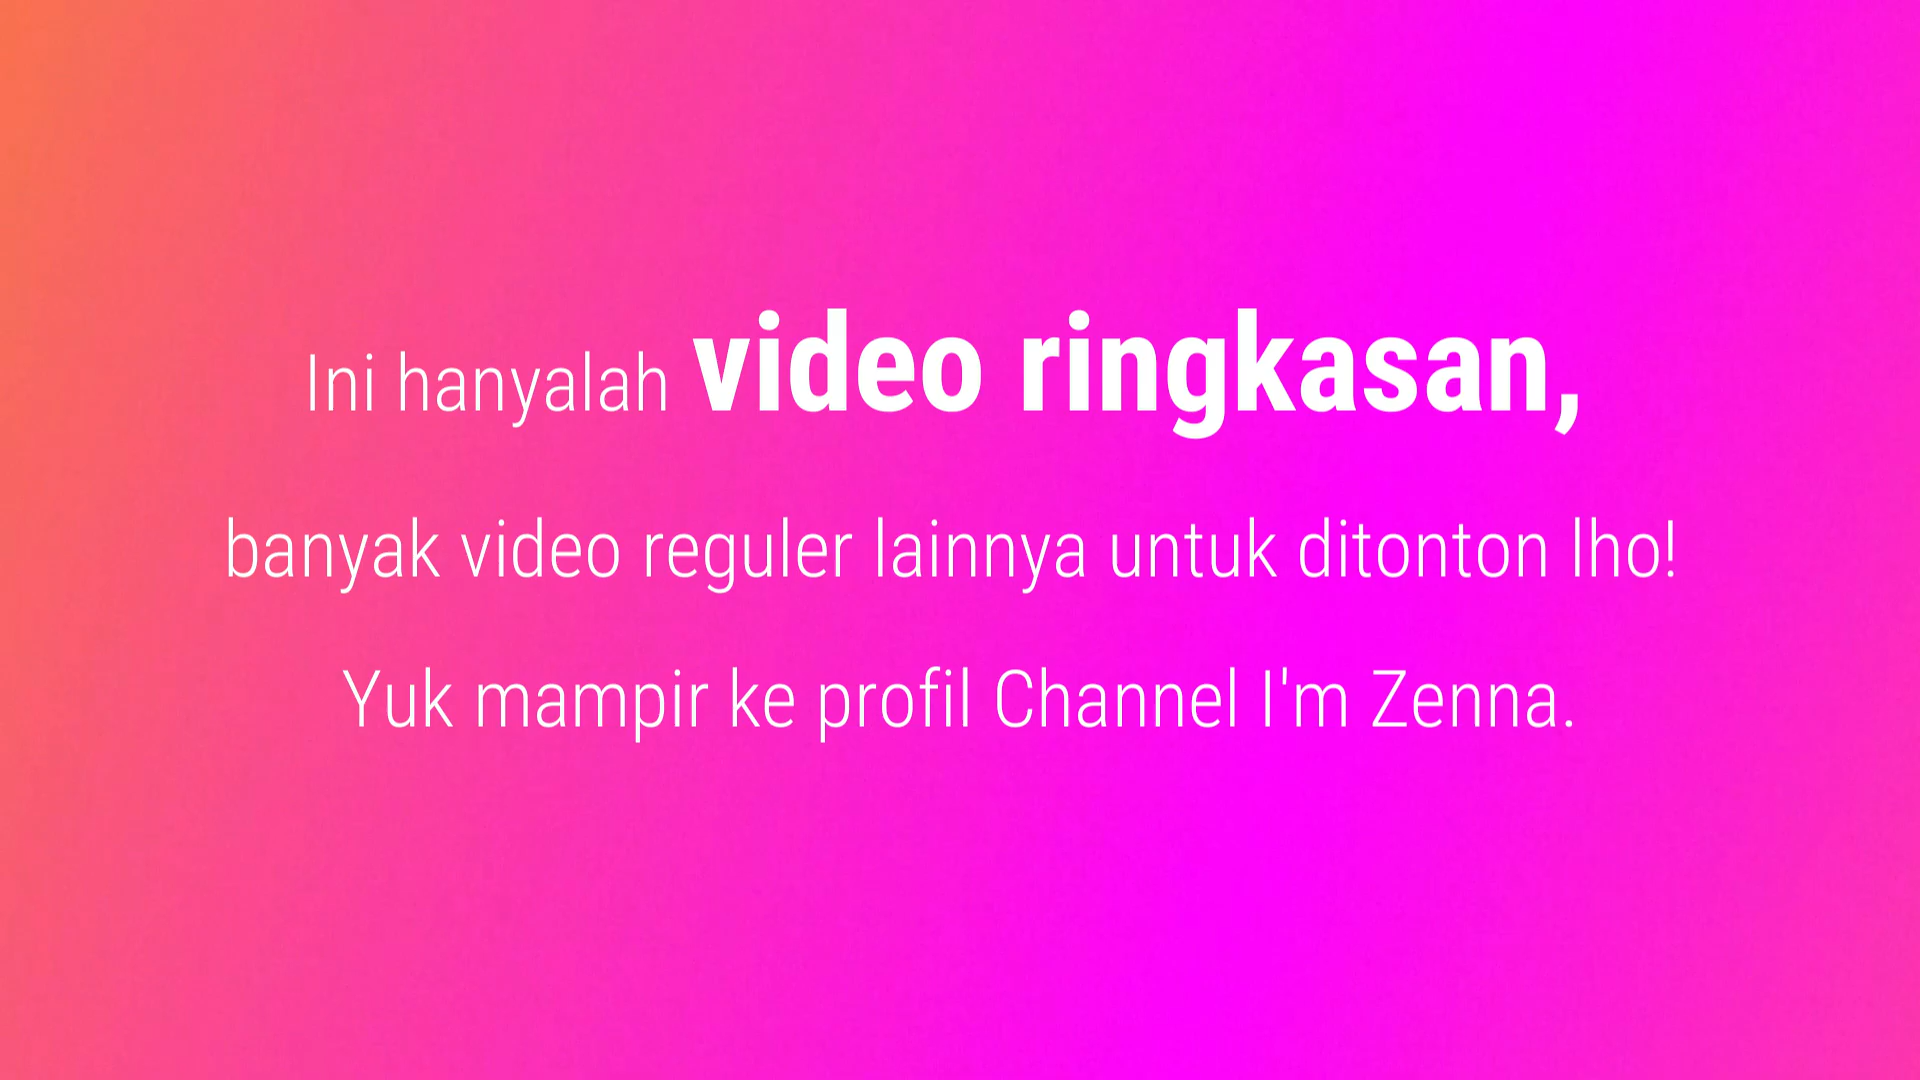 Ini hanyalah video ringkasan,
banyak video reguler lainnya untuk ditonton lho!
Yuk mampir ke profil Channel I'm Zenna.